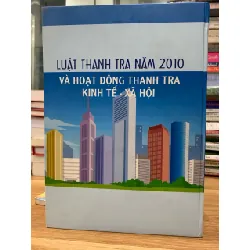 LUẬT THANH TRA NĂM 2010
VÀ HOẠT ĐỘNG THANH TRA
KINH TẾ - XÃ HỘI